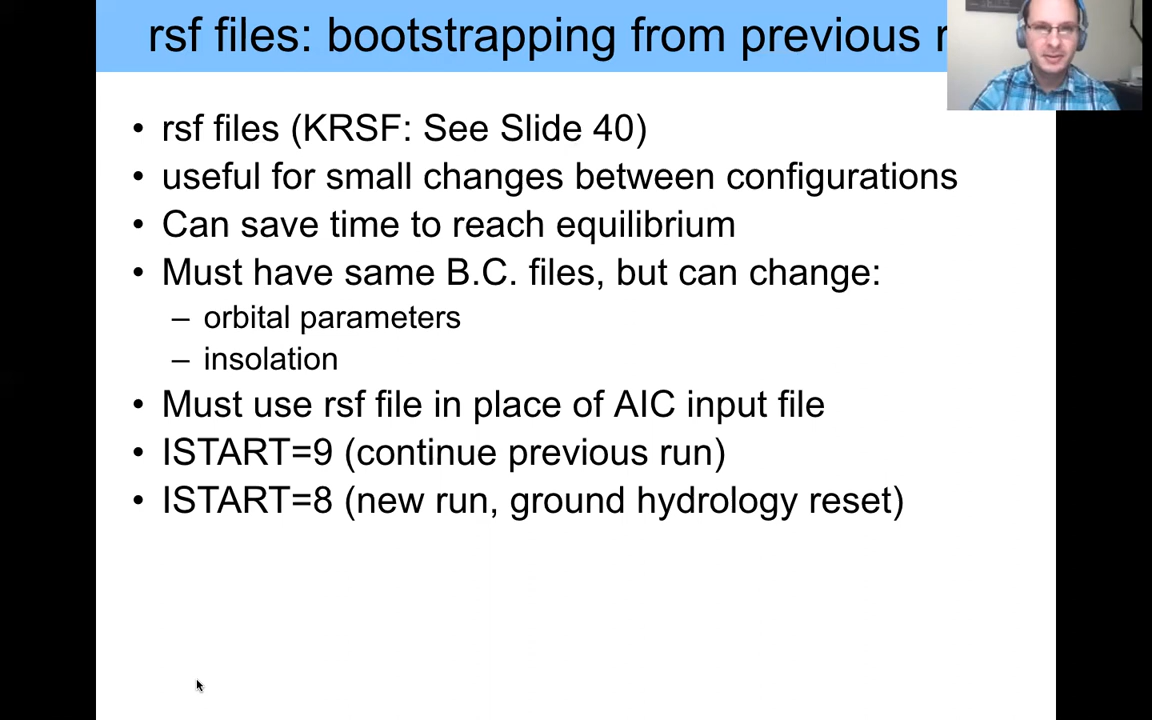 rsf files: bootstrapping from previous
• rsf files (KRSF: See Slide 40)
• useful for small changes between configurations
• Can save time to reach equilibrium
• Must have same B.C. files, but can change:
– orbital parameters
– insolation
• Must use rsf file in place of AIC input file
• ISTART=9 (continue previous run)
• ISTART=8 (new run, ground hydrology reset)